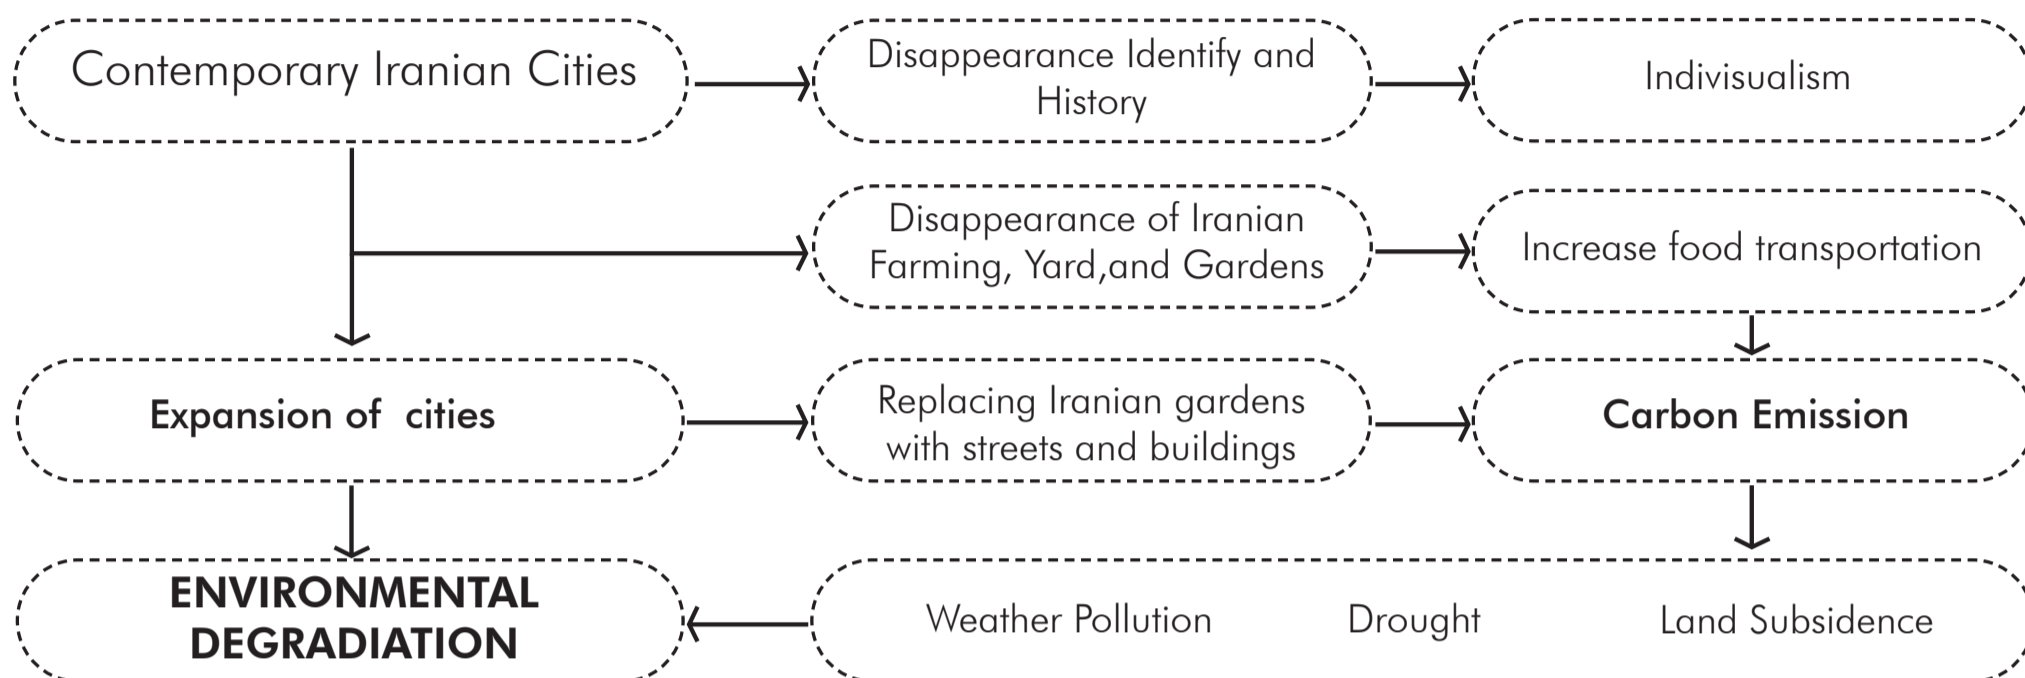 Contemporary Iranian Cities
Disappearance Identify and
History
Indivisualism
Disappearance of Iranian
Farming, Yard,and Gardens
Increase food transportation
Expansion of cities
Replacing Iranian gardens
with streets and buildings
Carbon Emission
ENVIRONMENTAL
DEGRADIATION
Weather Pollution
Drought
Land Subsidence